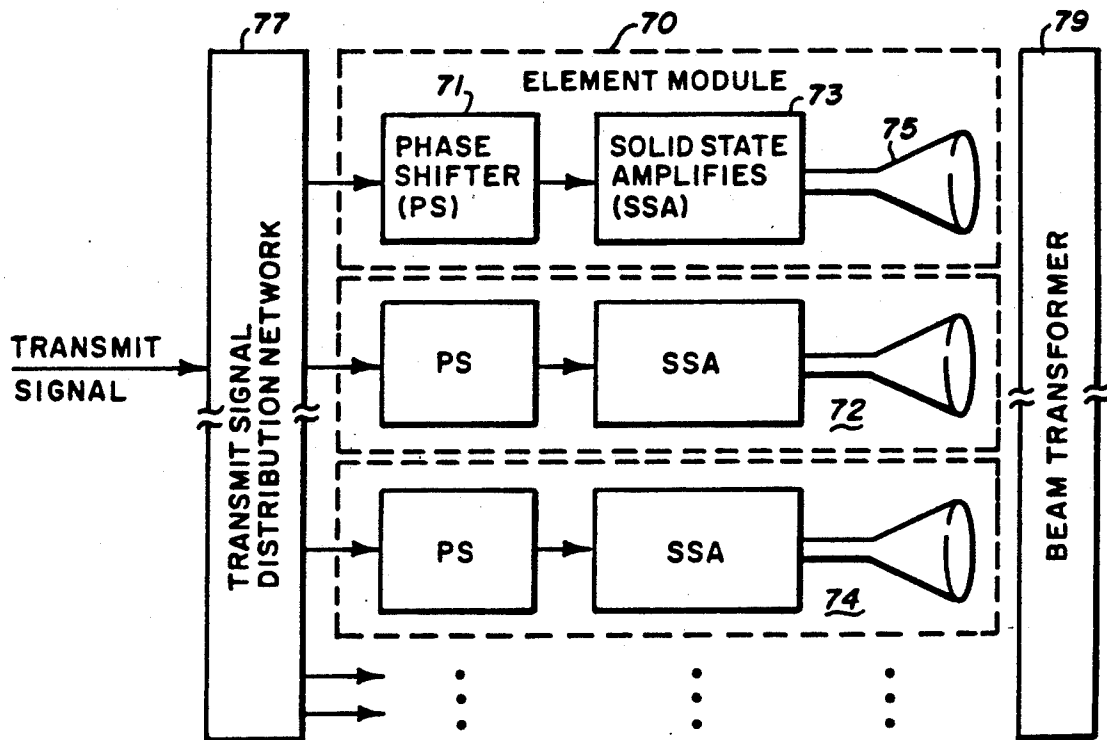 77
70
79
ELEMENT MODULE
71
73
75
PHASE
SHIFTER
(PS)
SOLID STATE
AMPLIFIES
(SSA)
TRANSMIT
SIGNAL
TRANSMIT SIGNAL
DISTRIBUTION NETWORK
PS
SSA
72
PS
SSA
74
BEAM TRANSFORMER